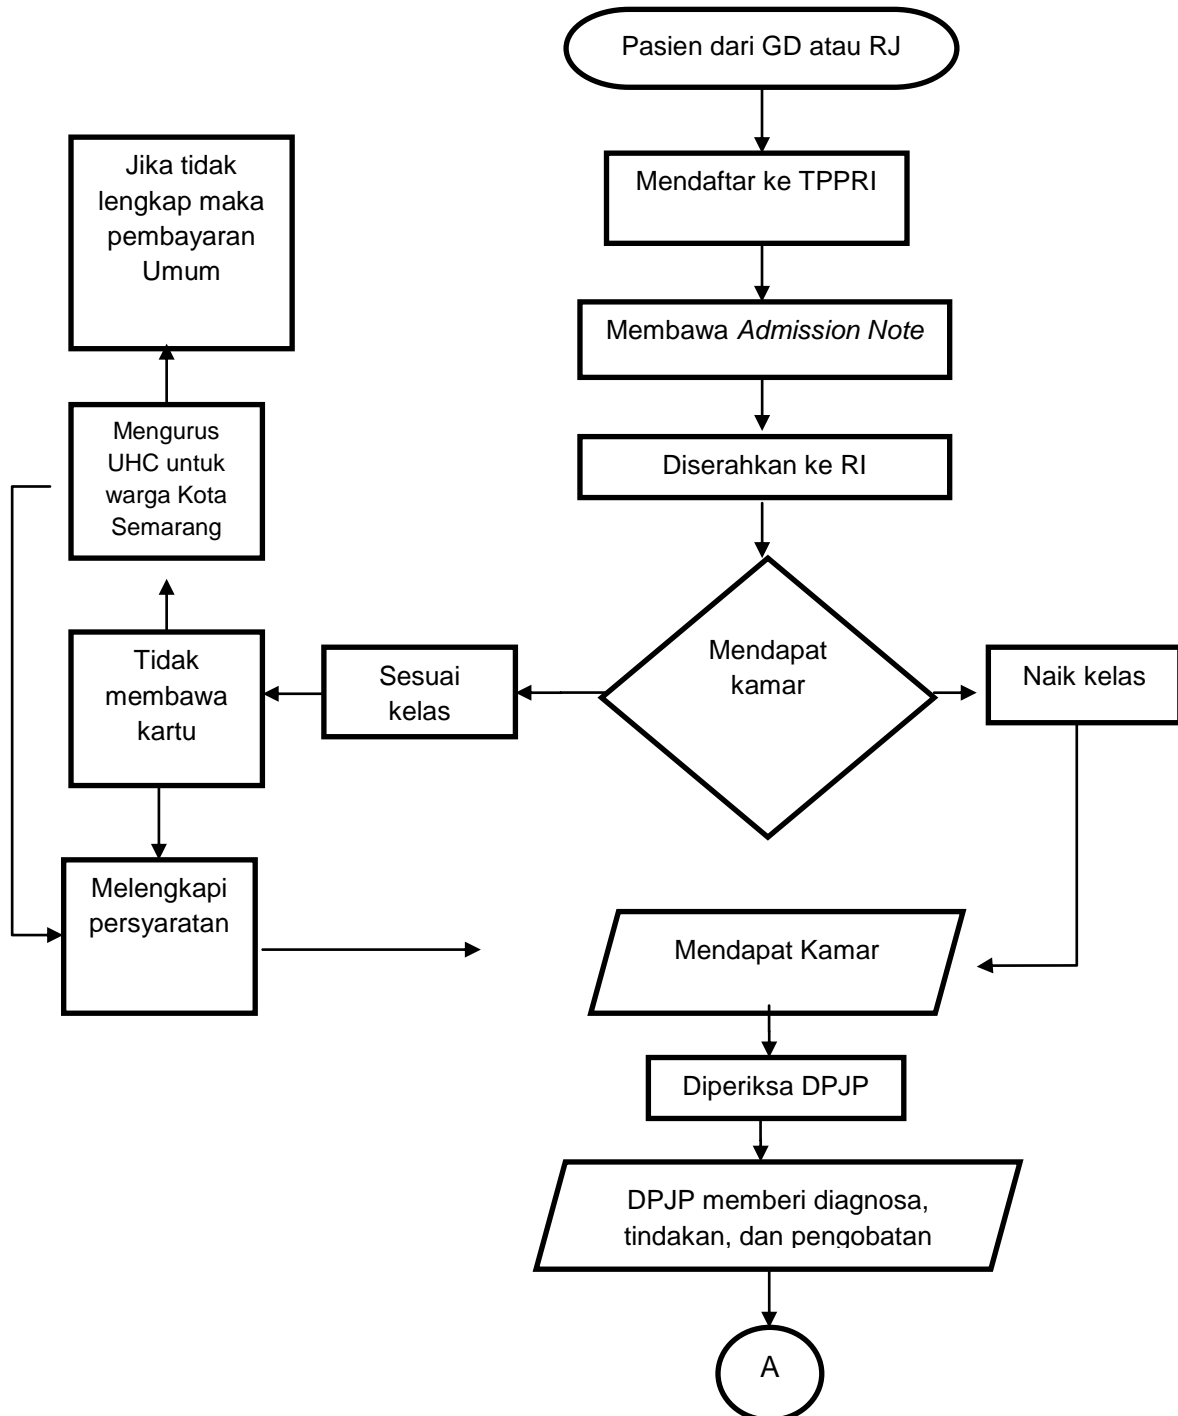 Pasien dari GD atau RJ
Mendaftar ke TPPRI
Membawa Admission Note
Diserahkan ke RI
Mendapat
kamar
Naik kelas
Sesuai
kelas
Tidak
membawa
kartu
Mengurus
UHC untuk
warga Kota
Semarang
Jika tidak
lengkap maka
pembayaran
Umum
Melengkapi
persyaratan
Mendapat Kamar
Diperiksa DPJP
DPJP memberi diagnosa,
tindakan, dan pengobatan
A